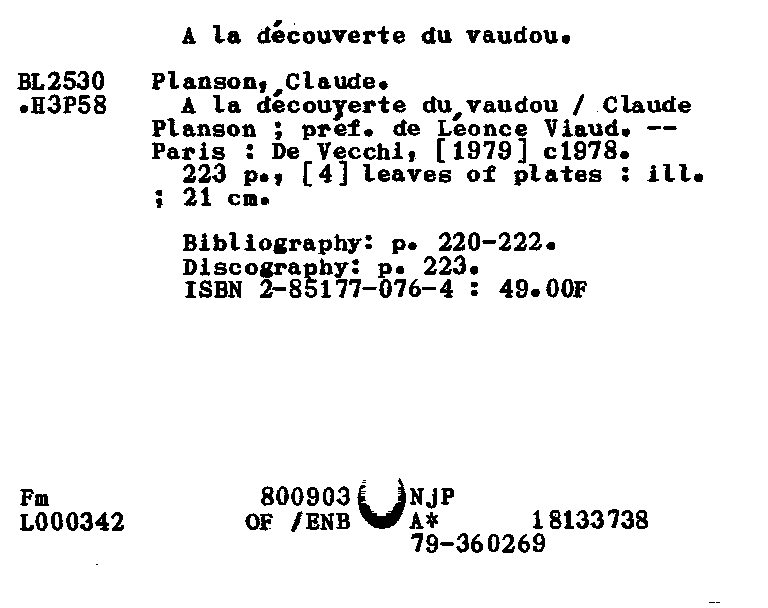 A la découverte du vaudou.
BL2530 Planson, Claude.
.H3P58 A la découverte du vaudou / Claude
Planson ; préf. de Léonce Viaud. --
Paris : De Vecchi, [1979] c1978.
223 p., [4] leaves of plates : ill.
; 21 cm.
Bibliography: p. 220-222.
Discography: p. 223.
ISBN 2-85177-076-4 : 49.00F
Fm 800903 NJP
L000342 OF /ENB A* 18133738
79-360269